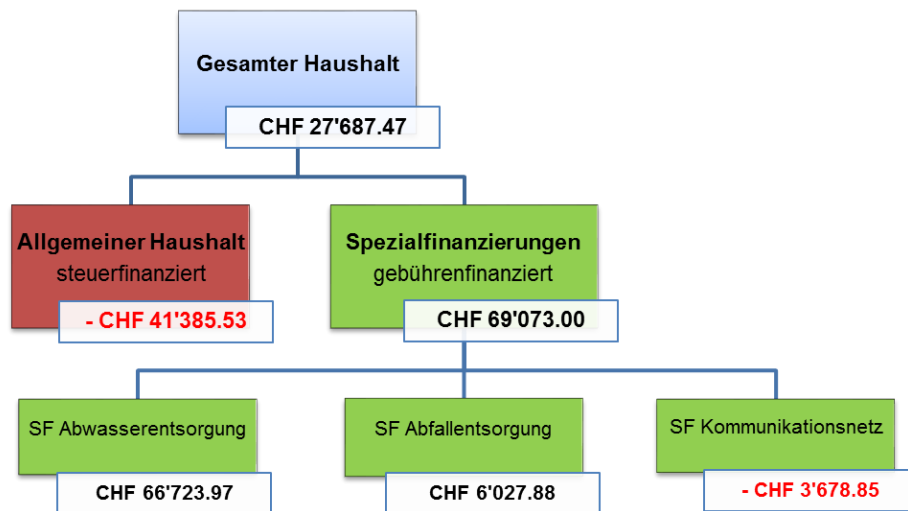 Gesamter Haushalt
CHF 27'687.47
Allgemeiner Haushalt
steuerfinanziert
- CHF 41'385.53
Spezialfinanzierungen
gebührenfinanziert
CHF 69'073.00
SF Abwasserentsorgung
CHF 66'723.97
SF Abfallentsorgung
CHF 6'027.88
SF Kommunikationsnetz
- CHF 3'678.85